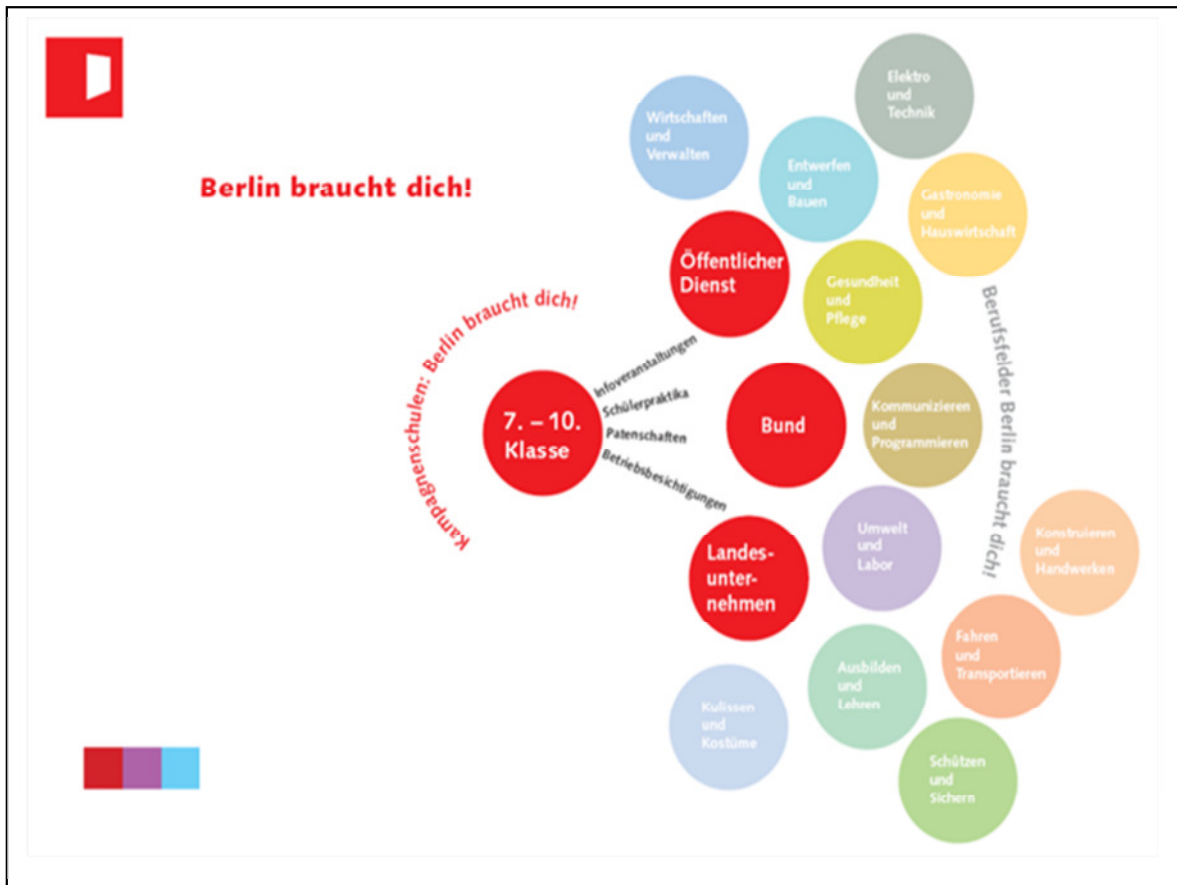 Berlin braucht dich!
Kampagnenschulen: Berlin braucht dich!
7. – 10.
Klasse
Infoveranstaltungen
Schülerpraktika
Patenschaften
Betriebsbesichtigungen
Öffentlicher
Dienst
Bund
Landes-
unter-
nehmen
Wirtschaften
und
Verwalten
Elektro
und
Technik
Entwerfen
und
Bauen
Gastronomie
und
Hauswirtschaft
Gesundheit
und
Pflege
Kommunizieren
und
Programmieren
Umwelt
und
Labor
Konstruieren
und
Handwerken
Fahren
und
Transportieren
Ausbilden
und
Lehren
Kulissen
und
Kostüme
Schützen
und
Sichern
Berufsfelder Berlin braucht dich!